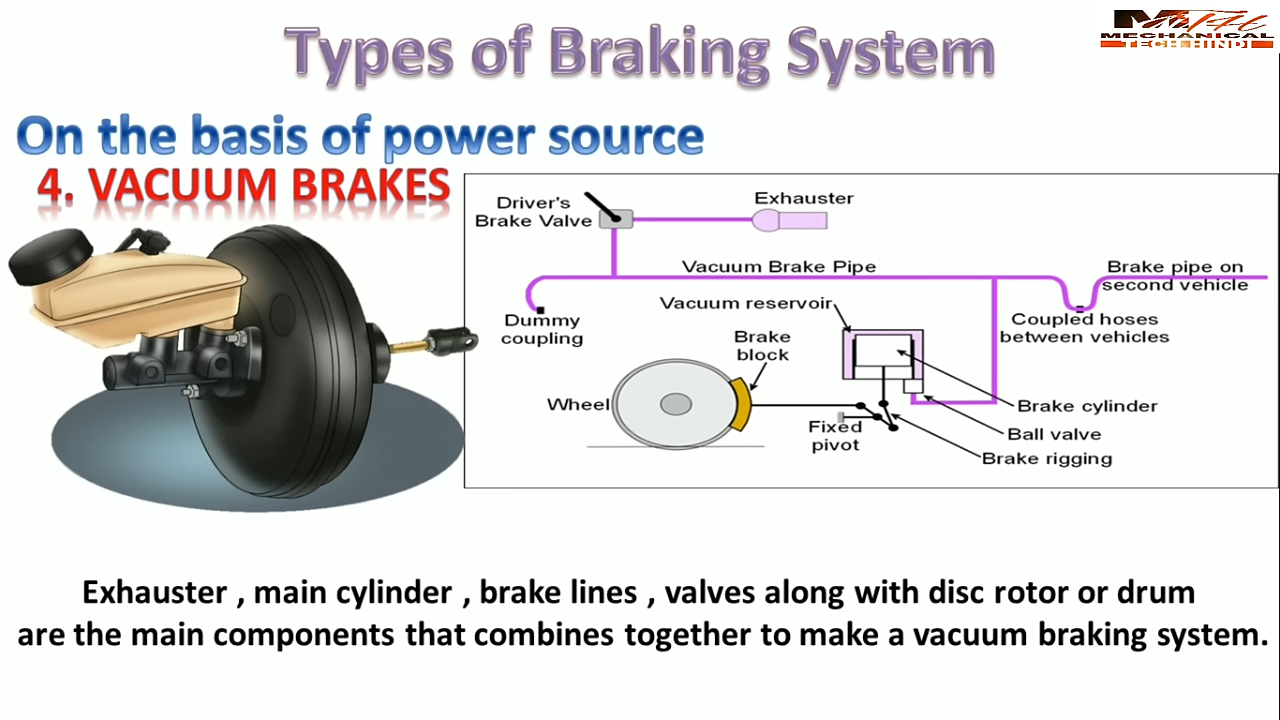 Types of Braking System
MECHANICAL
TECH HINDI
On the basis of power source
4. VACUUM BRAKES
Driver's
Brake Valve
Exhauster
Vacuum Brake Pipe
Brake pipe on
second vehicle
Vacuum reservoir
Dummy
coupling
Coupled hoses
between vehicles
Brake
block
Wheel
Fixed
pivot
Brake cylinder
Ball valve
Brake rigging
Exhauster , main cylinder , brake lines , valves along with disc rotor or drum
are the main components that combines together to make a vacuum braking system.